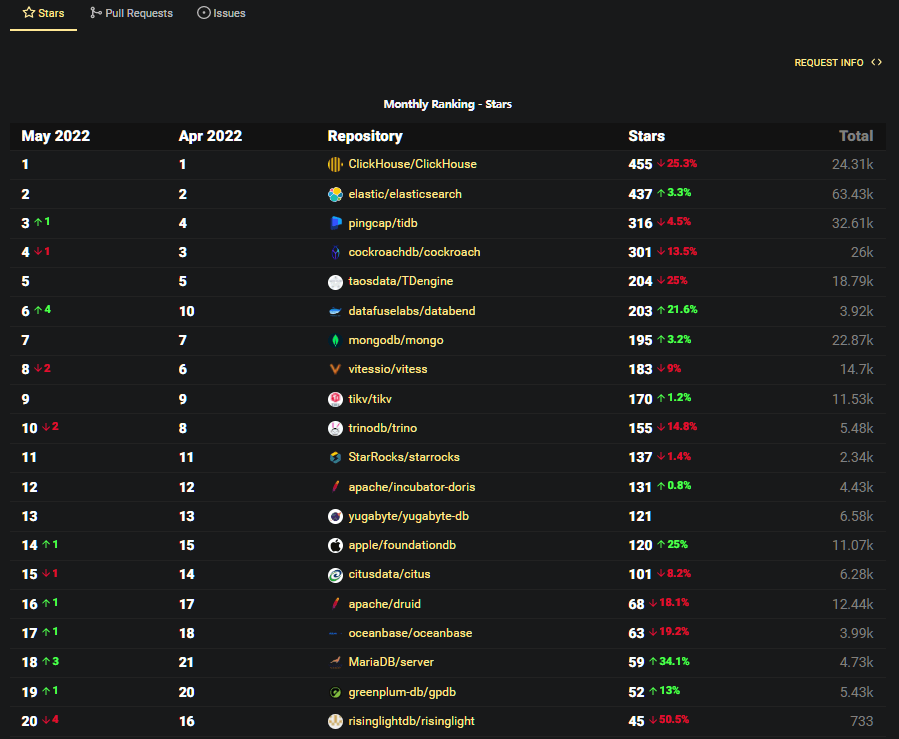 Stars Pull Requests Issues
REQUEST INFO <>
Monthly Ranking - Stars
May 2022 Apr 2022 Repository Stars Total
1 1 ClickHouse/ClickHouse 455 ↓25.3% 24.31k
2 2 elastic/elasticsearch 437 ↑3.3% 63.43k
3 ↑1 4 pingcap/tidb 316 ↓4.5% 32.61k
4 ↓1 3 cockroachdb/cockroach 301 ↓13.5% 26k
5 5 taosdata/TDengine 204 ↓25% 18.79k
6 ↑4 10 datafuselabs/databend 203 ↑21.6% 3.92k
7 7 mongodb/mongo 195 ↑3.2% 22.87k
8 ↓2 6 vitessio/vitess 183 ↓9% 14.7k
9 9 tikv/tikv 170 ↑1.2% 11.53k
10 ↓2 8 trinodb/trino 155 ↓14.8% 5.48k
11 11 StarRocks/starrocks 137 ↓1.4% 2.34k
12 12 apache/incubator-doris 131 ↑0.8% 4.43k
13 13 yugabyte/yugabyte-db 121 6.58k
14 ↑1 15 apple/foundationdb 120 ↑25% 11.07k
15 ↓1 14 citusdata/citus 101 ↓8.2% 6.28k
16 ↑1 17 apache/druid 68 ↓18.1% 12.44k
17 ↑1 18 oceanbase/oceanbase 63 ↓19.2% 3.99k
18 ↑3 21 MariaDB/server 59 ↑34.1% 4.73k
19 ↑1 20 greenplum-db/gpdb 52 ↑13% 5.43k
20 ↓4 16 risinglightdb/risinglight 45 ↓50.5% 733